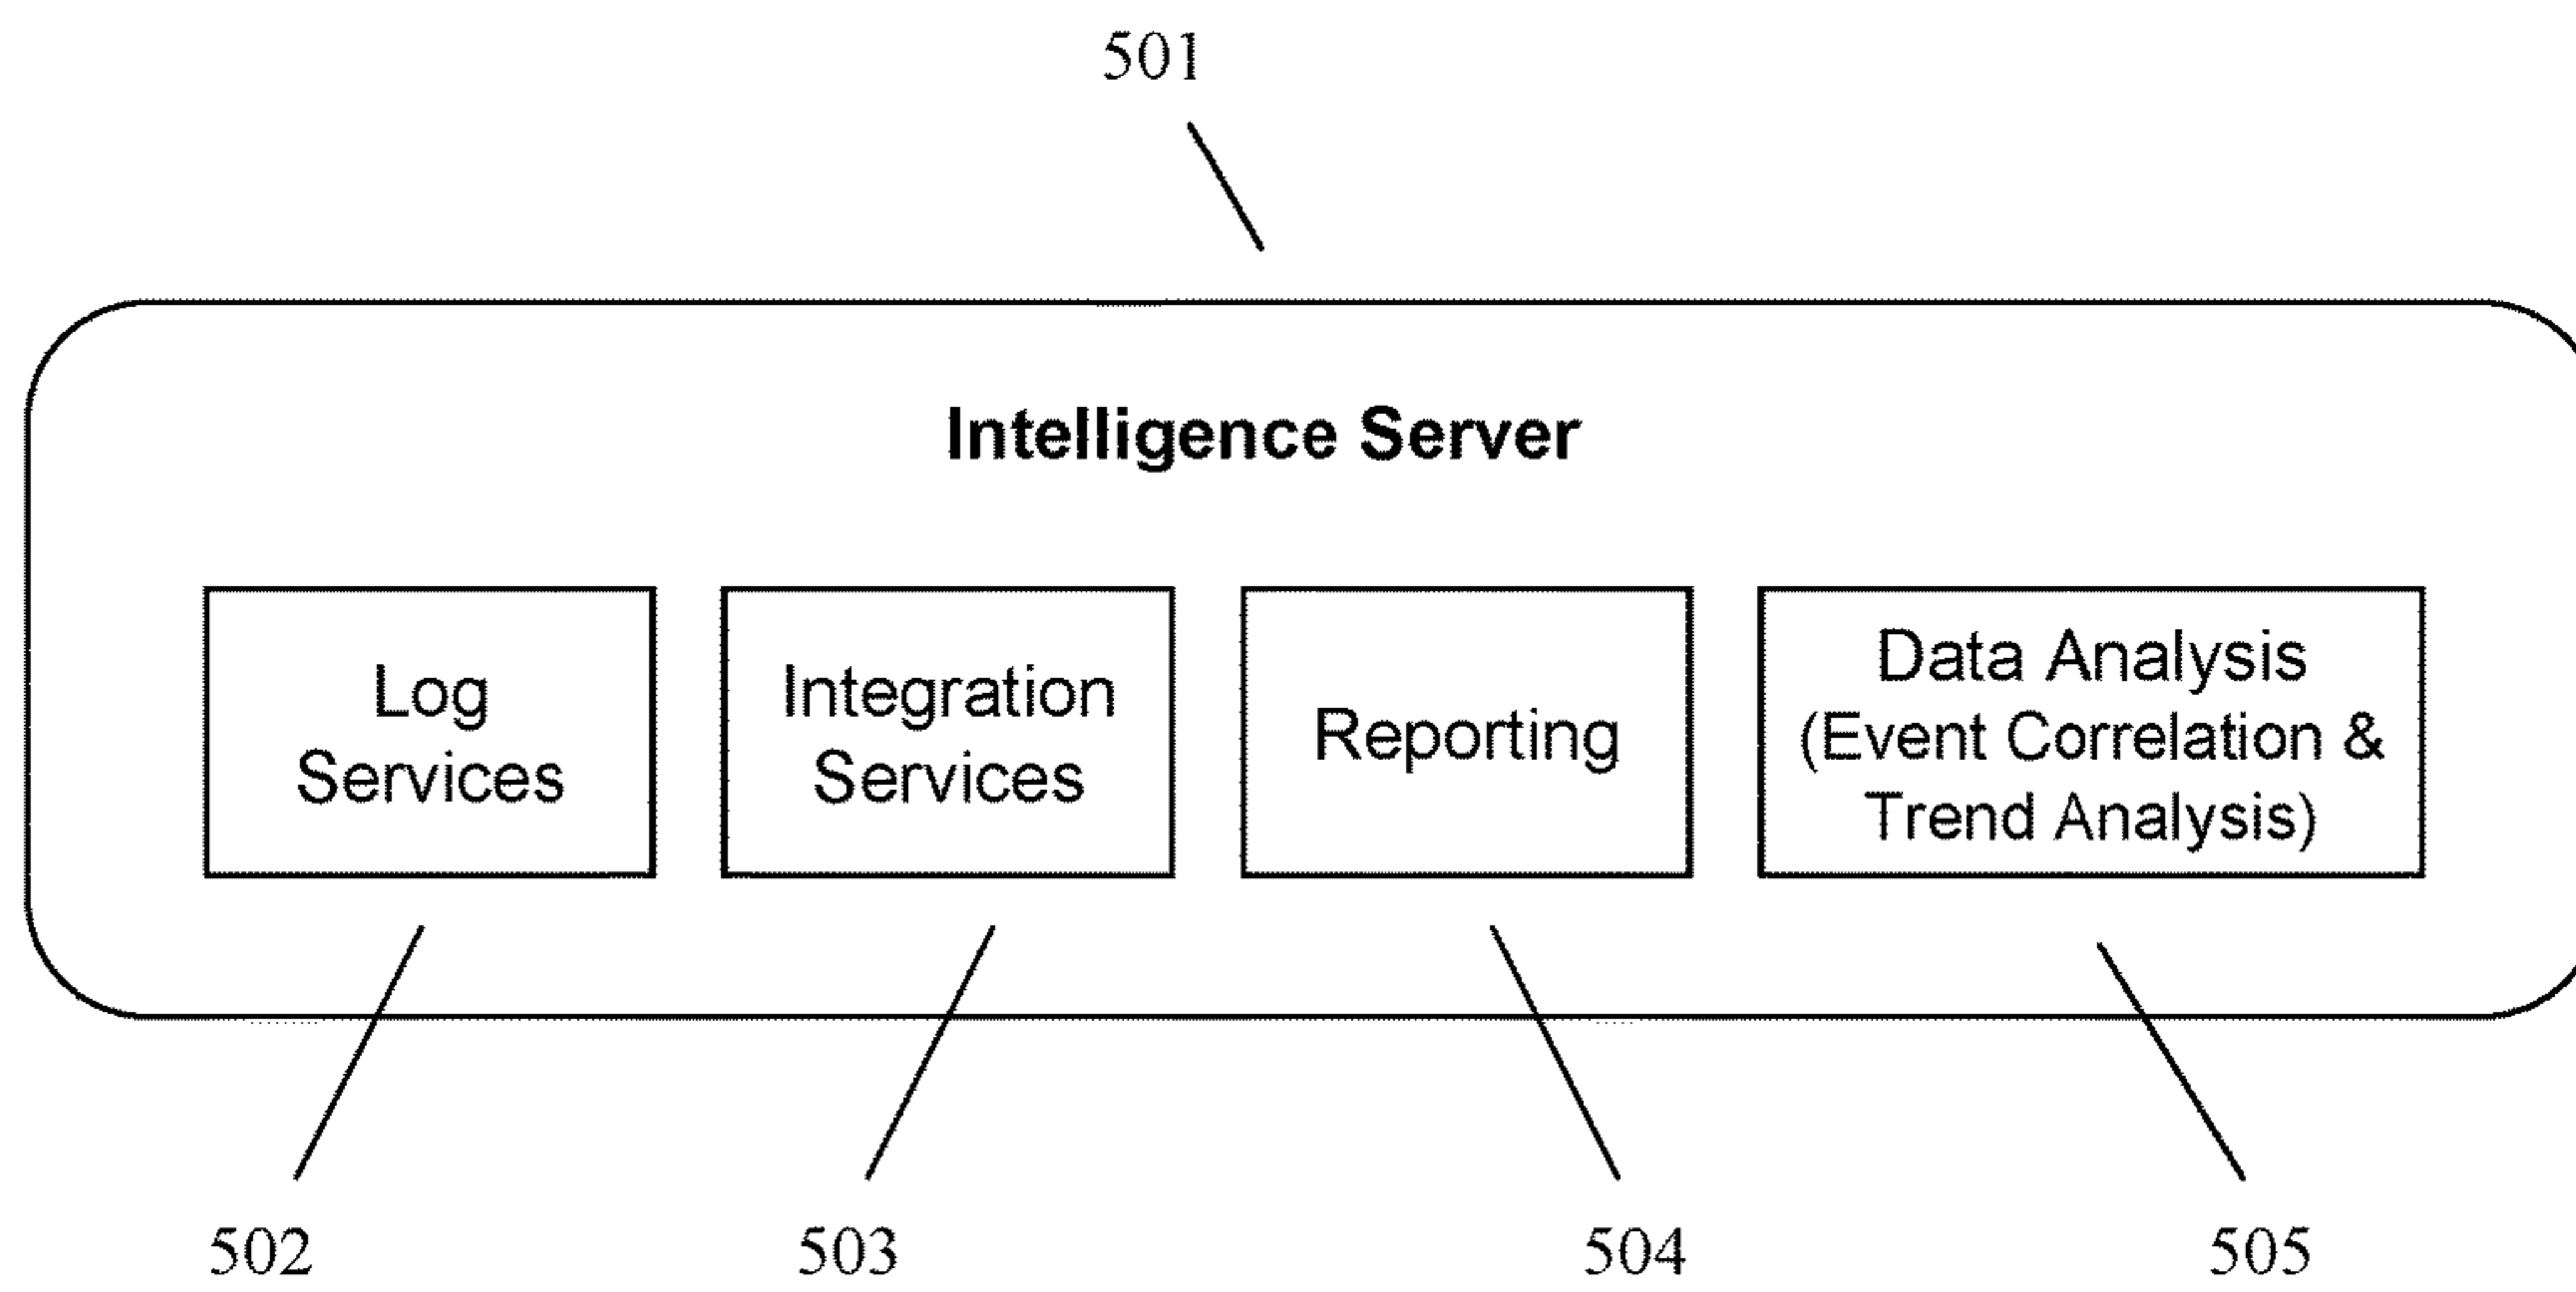 501
Intelligence Server
Log
Services
Integration
Services
Reporting
Data Analysis
(Event Correlation &
Trend Analysis)
502
503
504
505